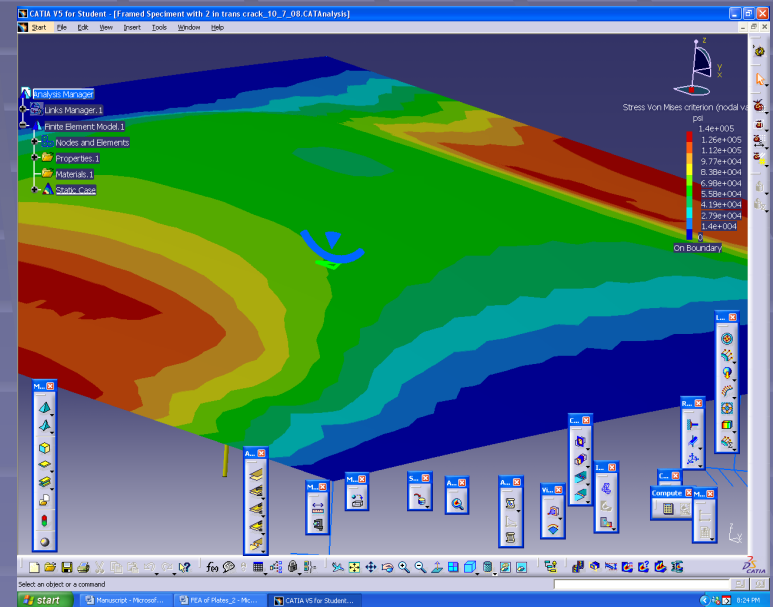 CATIA V5 for Student - [Framed Speciment with 2 in trans crack_10_7_08.CATAnalysis]
Start File Edit View Insert Tools Window Help
z
y
x
Analysis Manager
Links Manager.1
Finite Element Model.1
Nodes and Elements
Properties.1
Materials.1
Static Case
Stress Von Mises criterion (nodal va
psi
1.4e+005
1.26e+005
1.12e+005
9.77e+004
8.38e+004
6.98e+004
5.58e+004
4.19e+004
2.79e+004
1.4e+004
0
On Boundary
L...
M...
R...
C...
A...
I...
M...
M...
S...
A...
A...
Vi...
C...
Compute
M...
CATIA
Select an object or a command
start
Manuscript - Microsof...
FEA of Plates_2 - Mic...
CATIA V5 for Student...
8:24 PM